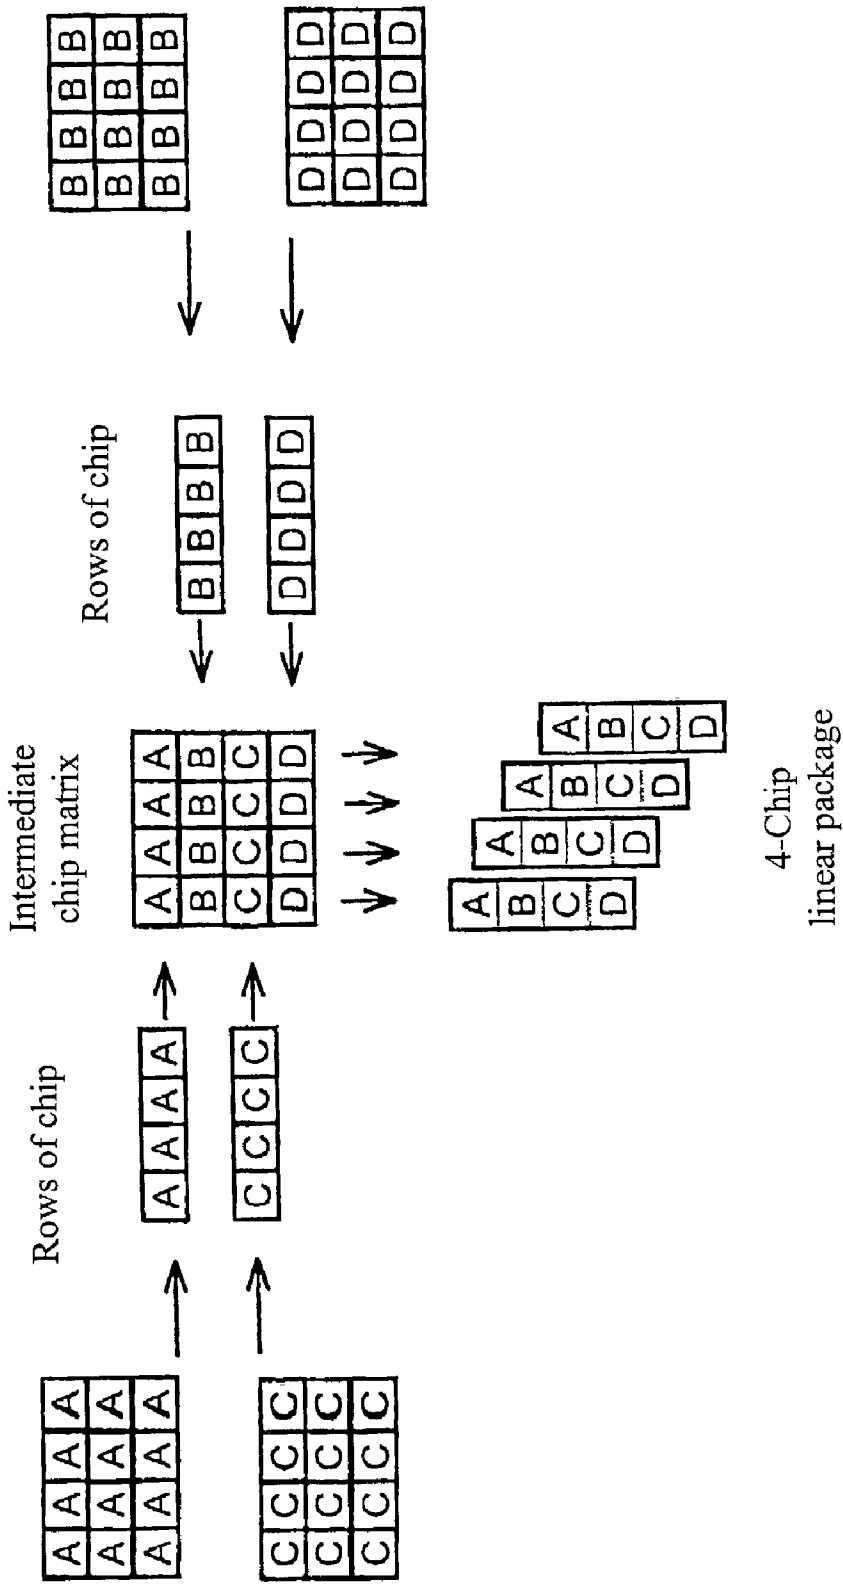 A A A A
A A A A
A A A A
C C C C
C C C C
C C C C
Rows of chip
A A A A
C C C C
Intermediate
chip matrix
A A A A
B B B B
C C C C
D D D D
Rows of chip
B B B B
D D D D
B B B B
B B B B
B B B B
D D D D
D D D D
D D D D
A
B
C
D
A
B
C
D
A
B
C
D
A
B
C
D
4-Chip
linear package